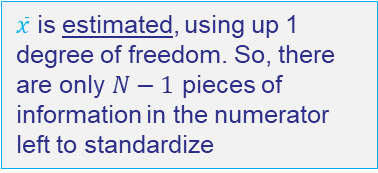 x̄ is estimated, using up 1
degree of freedom. So, there
are only N − 1 pieces of
information in the numerator
left to standardize